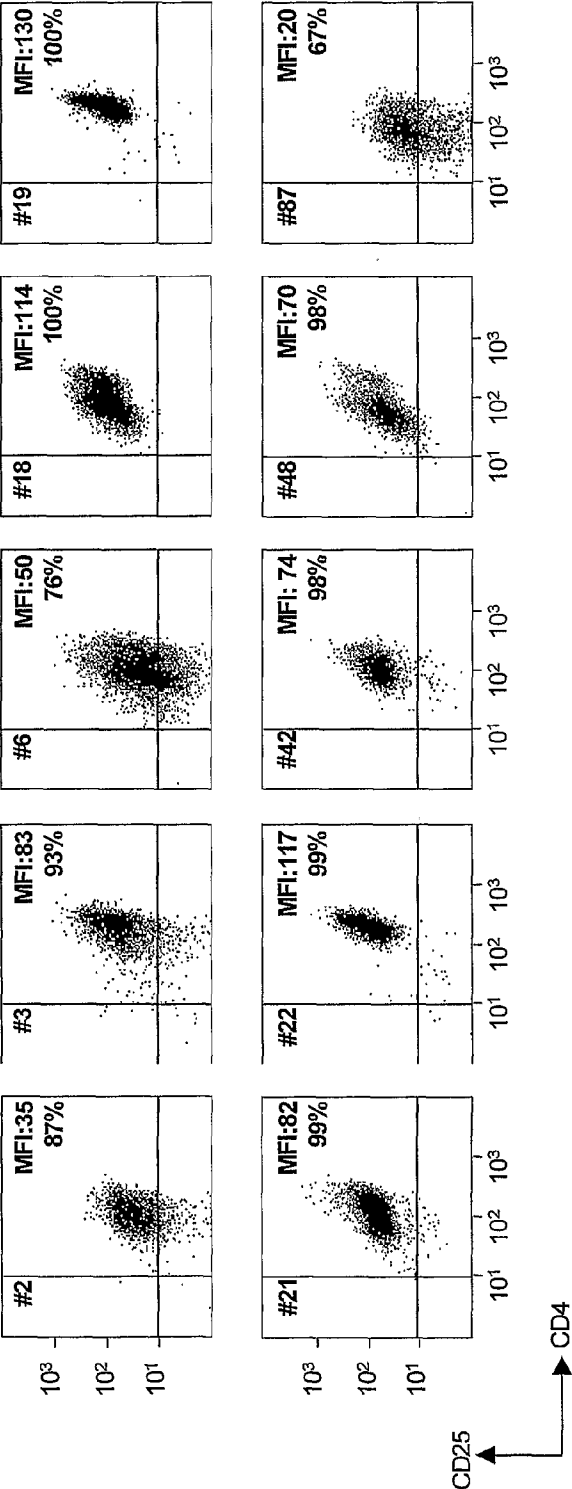 #2
MFI:35
87%
#3
MFI:83
93%
#6
MFI:50
76%
#18
MFI:114
100%
#19
MFI:130
100%
10³
10²
10¹
#21
MFI:82
99%
#22
MFI:117
99%
#42
MFI: 74
98%
#48
MFI:70
98%
#87
MFI:20
67%
10³
10²
10¹
10¹ 10² 10³
10¹ 10² 10³
10¹ 10² 10³
10¹ 10² 10³
10¹ 10² 10³
CD25
CD4